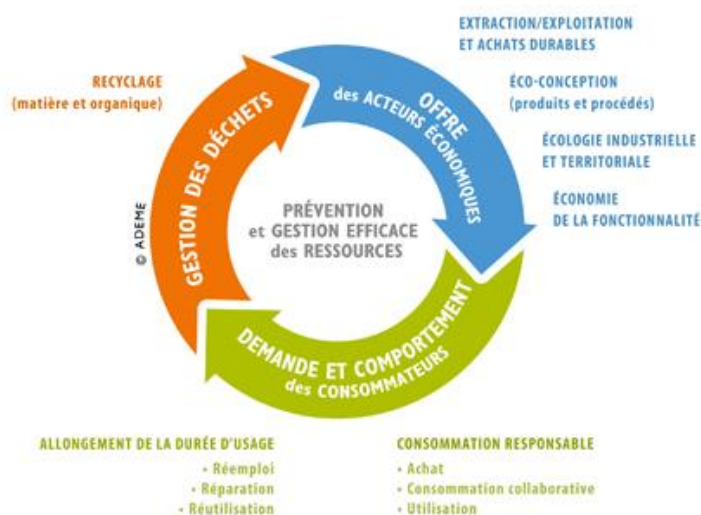 EXTRACTION/EXPLOITATION
ET ACHATS DURABLES
ÉCO-CONCEPTION
(produits et procédés)
ÉCOLOGIE INDUSTRIELLE
ET TERRITORIALE
ÉCONOMIE
DE LA FONCTIONNALITÉ
OFFRE
des ACTEURS ÉCONOMIQUES
RECYCLAGE
(matière et organique)
GESTION DES DÉCHETS
© ADEME
PRÉVENTION
et GESTION EFFICACE
des RESSOURCES
DEMANDE ET COMPORTEMENT
des CONSOMMATEURS
ALLONGEMENT DE LA DURÉE D'USAGE
• Réemploi
• Réparation
• Réutilisation
CONSOMMATION RESPONSABLE
• Achat
• Consommation collaborative
• Utilisation